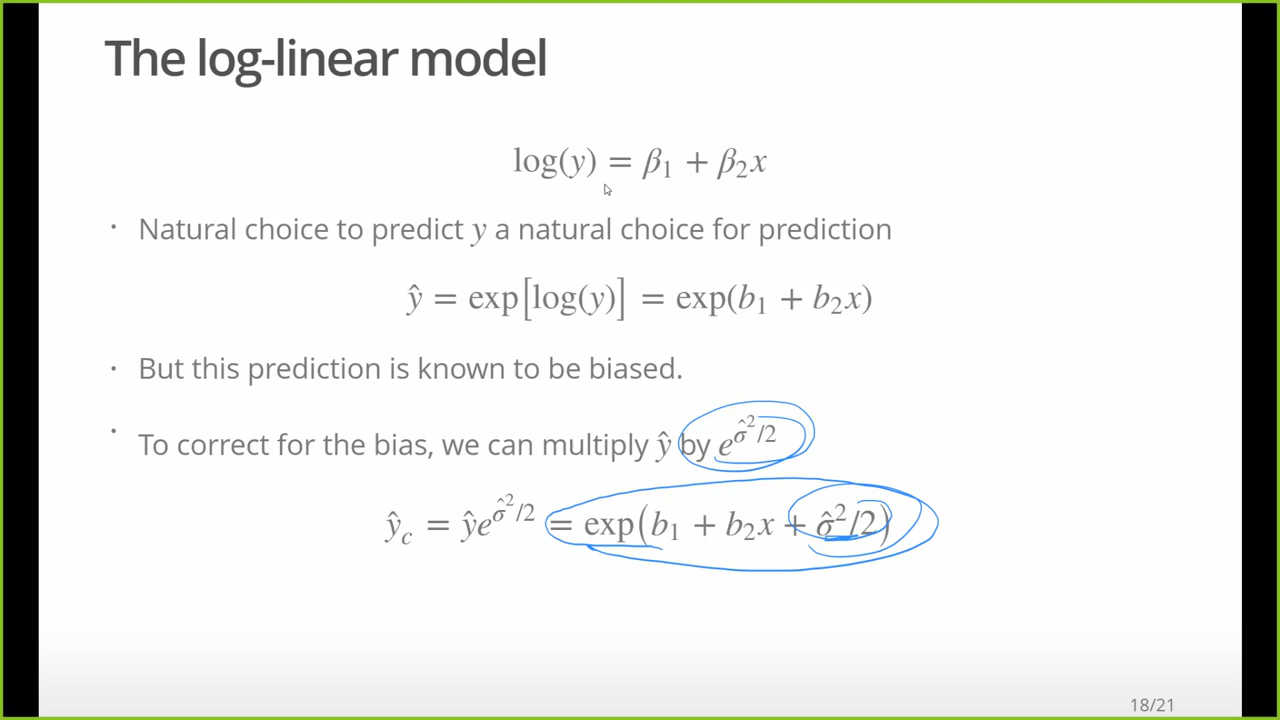 The log-linear model
log(y) = β₁ + β₂x
· Natural choice to predict y a natural choice for prediction
ŷ = exp[log(y)] = exp(b₁ + b₂x)
· But this prediction is known to be biased.
· To correct for the bias, we can multiply ŷ by e^{σ̂²/2}
ŷ_c = ŷe^{σ̂²/2} = exp(b₁ + b₂x + σ̂²/2)
18/21